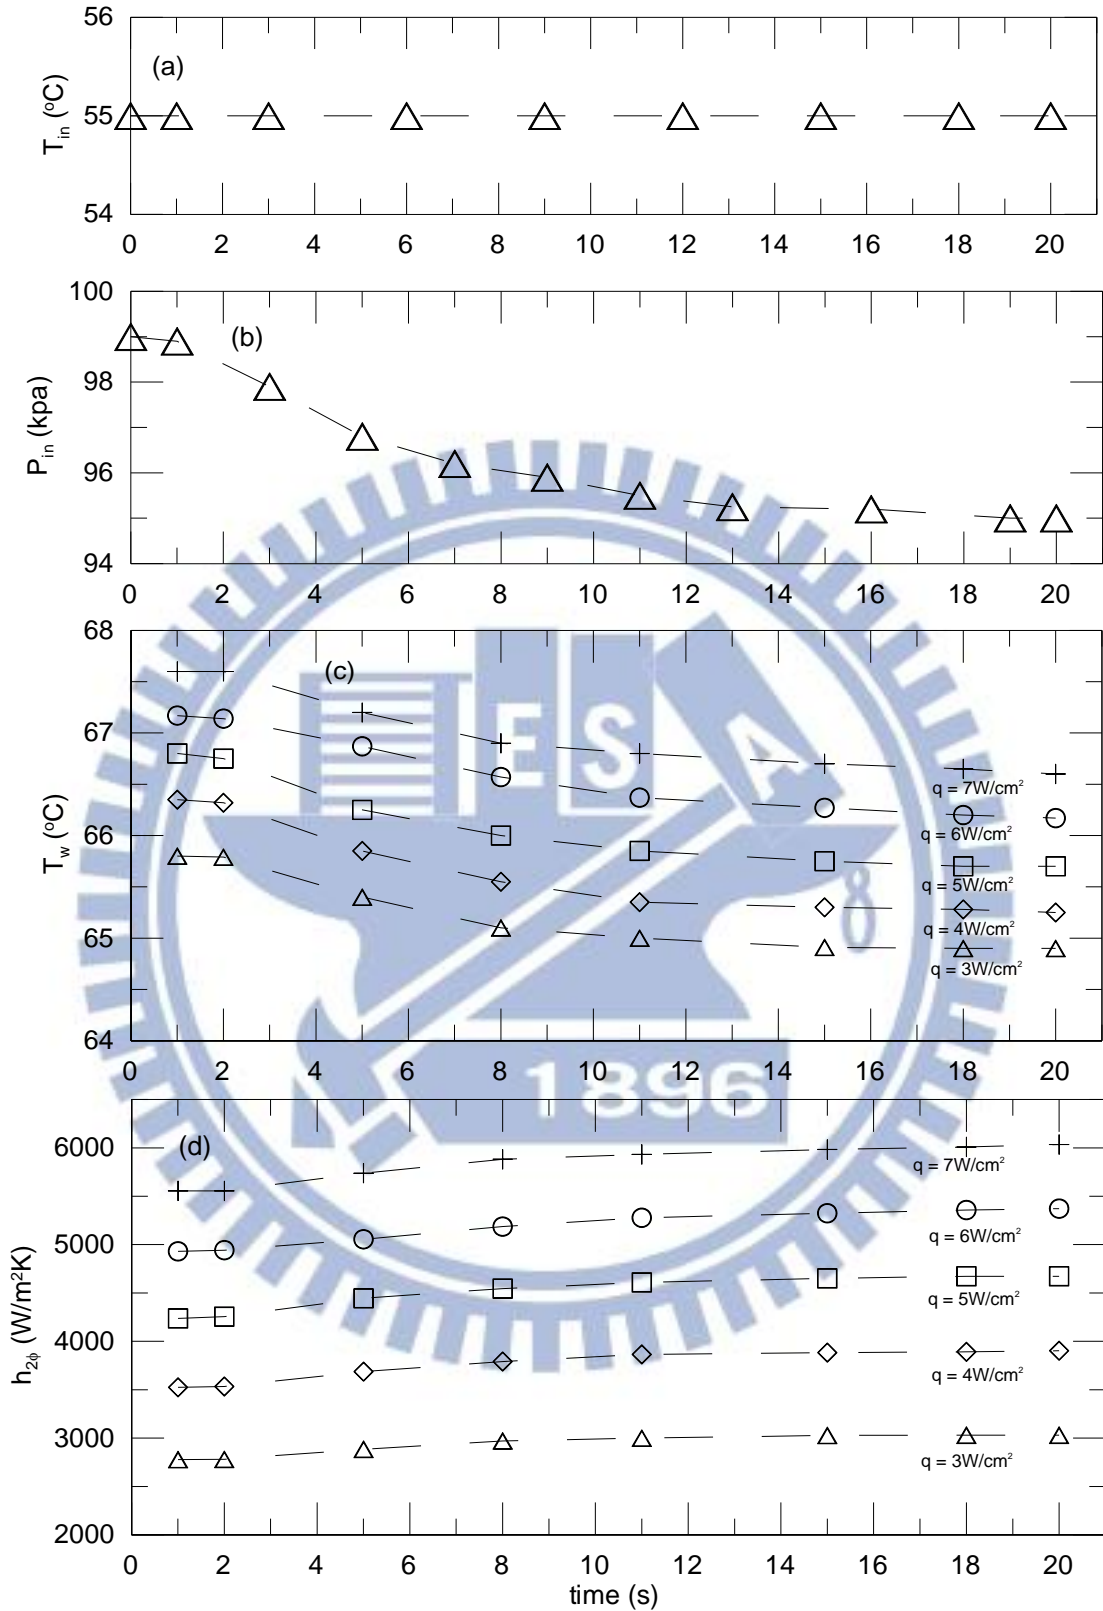 56
(a)
T_in (°C)
55
54
0 2 4 6 8 10 12 14 16 18 20
100
(b)
98
P_in (kpa)
96
94
0 2 4 6 8 10 12 14 16 18 20
68
(c)
E S A
67
q = 7W/cm²
T_w (°C)
66
q = 6W/cm²
q = 5W/cm²
q = 4W/cm²
65
q = 3W/cm²
64
0 2 4 6 8 10 12 14 16 18 20
1896
6000
(d)
q = 7W/cm²
5000
q = 6W/cm²
h_2ϕ (W/m²K)
q = 5W/cm²
4000
q = 4W/cm²
3000
q = 3W/cm²
2000
0 2 4 6 8 10 12 14 16 18 20
time (s)